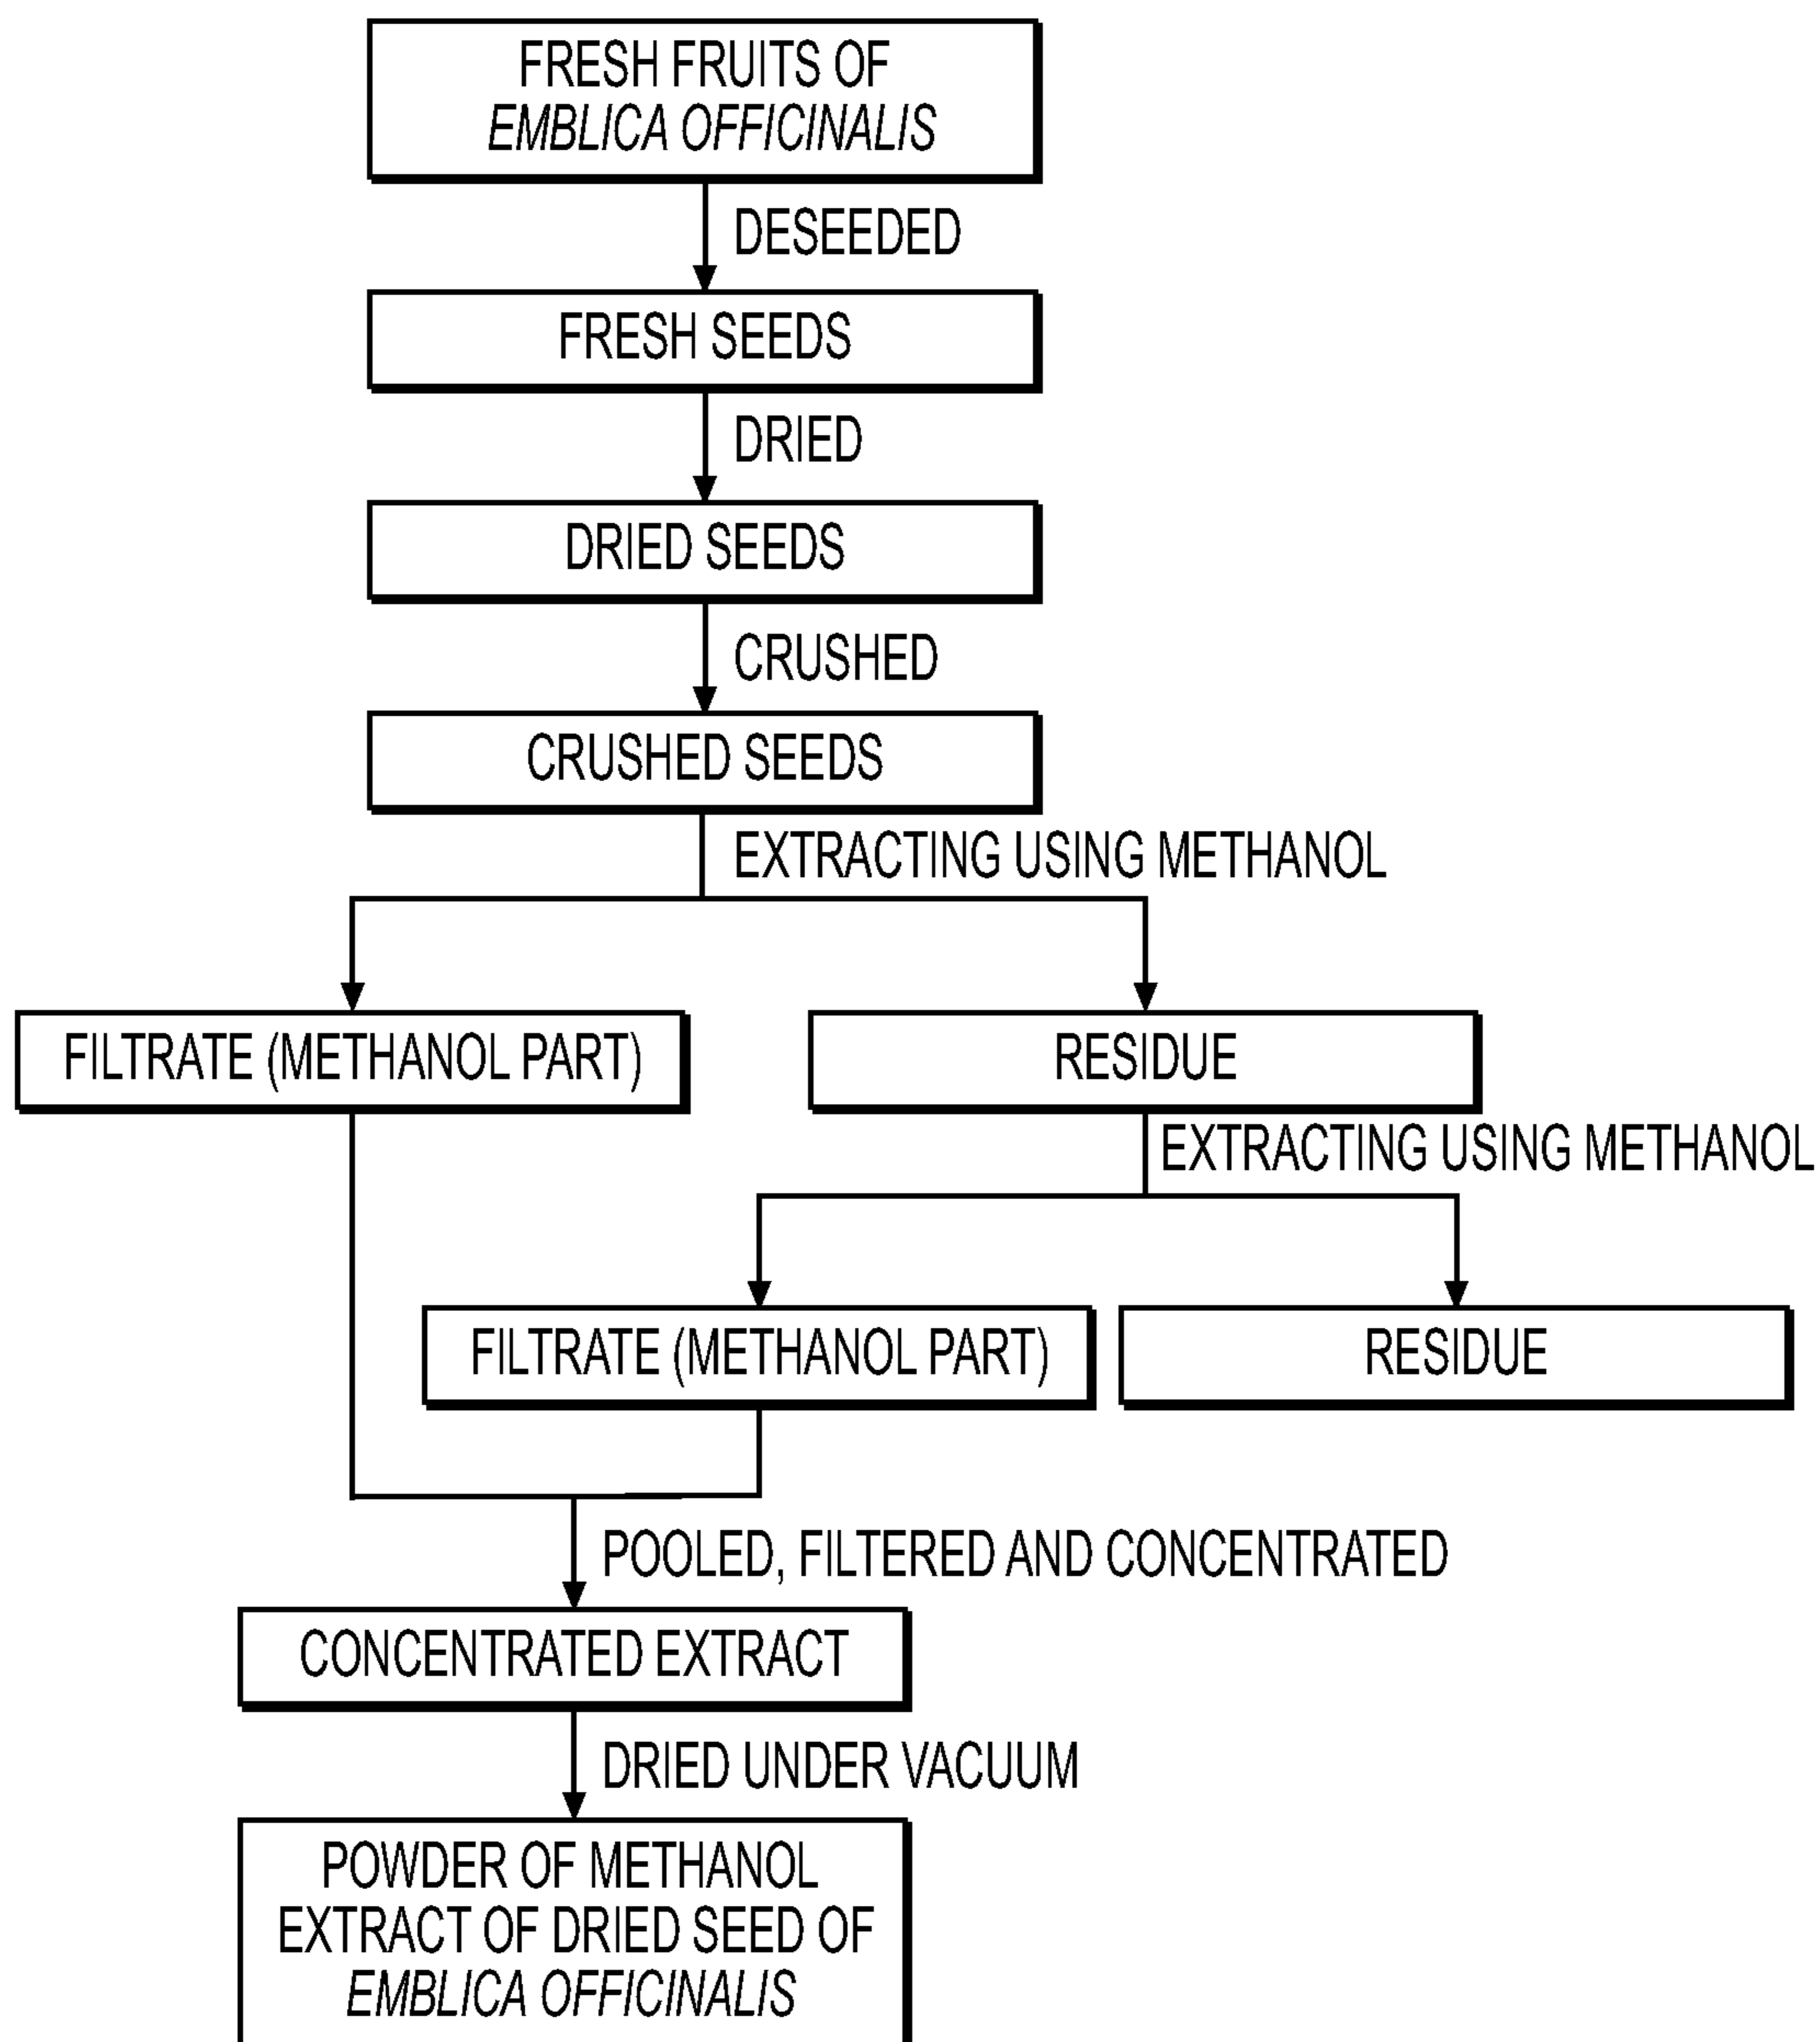 FRESH FRUITS OF
EMBLICA OFFICINALIS
DESEEDED
FRESH SEEDS
DRIED
DRIED SEEDS
CRUSHED
CRUSHED SEEDS
EXTRACTING USING METHANOL
FILTRATE (METHANOL PART)
RESIDUE
EXTRACTING USING METHANOL
FILTRATE (METHANOL PART)
RESIDUE
POOLED, FILTERED AND CONCENTRATED
CONCENTRATED EXTRACT
DRIED UNDER VACUUM
POWDER OF METHANOL
EXTRACT OF DRIED SEED OF
EMBLICA OFFICINALIS